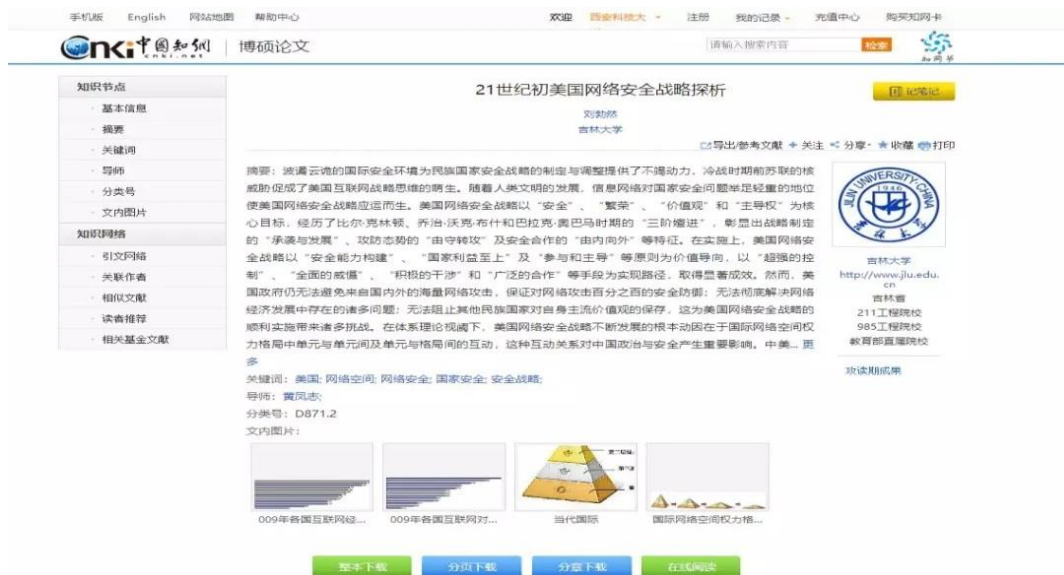 手机版 English 网站地图 帮助中心 欢迎 西安科技大 注册 我的记录 充值中心 购买知网卡
cnki 中国知网 cnki.net 博硕论文 请输入搜索内容 检索
知网节
知识节点
基本信息
摘要
关键词
导师
分类号
文内图片
知识网络
引文网络
关联作者
相似文献
读者推荐
相关基金文献
21世纪初美国网络安全战略探析
记笔记
刘勃然
吉林大学
导出/参考文献 关注 分享 收藏 打印
摘要：波谲云诡的国际安全环境为民族国家安全战略的制定与调整提供了不竭动力，冷战时期前苏联的核
威胁促成了美国互联网战略思维的萌生。随着人类文明的发展，信息网络对国家安全问题举足轻重的地位
使美国网络安全战略应运而生。美国网络安全战略以“安全”、“繁荣”、“价值观”和“主导权”为核
心目标，经历了比尔·克林顿、乔治·沃克·布什和巴拉克·奥巴马时期的“三阶嬗进”，彰显出战略制定
的“承袭与发展”、攻防态势的“由守转攻”及安全合作的“由内向外”等特征。在实施上，美国网络安
全战略以“安全能力构建”、“国家利益至上”及“参与和主导”等原则为价值导向，以“超强的控
制”、“全面的威慑”、“积极的干涉”和“广泛的合作”等手段为实现路径，取得显著成效。然而，美
国政府仍无法避免来自国内外的海量网络攻击，保证对网络攻击百分之百的安全防御；无法彻底解决网络
经济发展中存在的诸多问题；无法阻止其他民族国家对自身主流价值观的保存，这为美国网络安全战略的
顺利实施带来诸多挑战。在体系理论视阈下，美国网络安全战略不断发展的根本动因在于国际网络空间权
力格局中单元与单元间及单元与格局间的互动，这种互动关系对中国政治与安全产生重要影响。中美... 更
多
关键词：美国; 网络空间; 网络安全; 国家安全; 安全战略;
导师：黄凤志;
分类号：D871.2
文内图片：
JILIN UNIVERSITY CHINA
1946
吉林大学
http://www.jlu.edu.
cn
吉林省
211工程院校
985工程院校
教育部直属院校
攻读期成果
009年各国互联网经... 009年各国互联网对... 当代国际 国际网络空间权力格...
整本下载 分页下载 分章下载 在线阅读